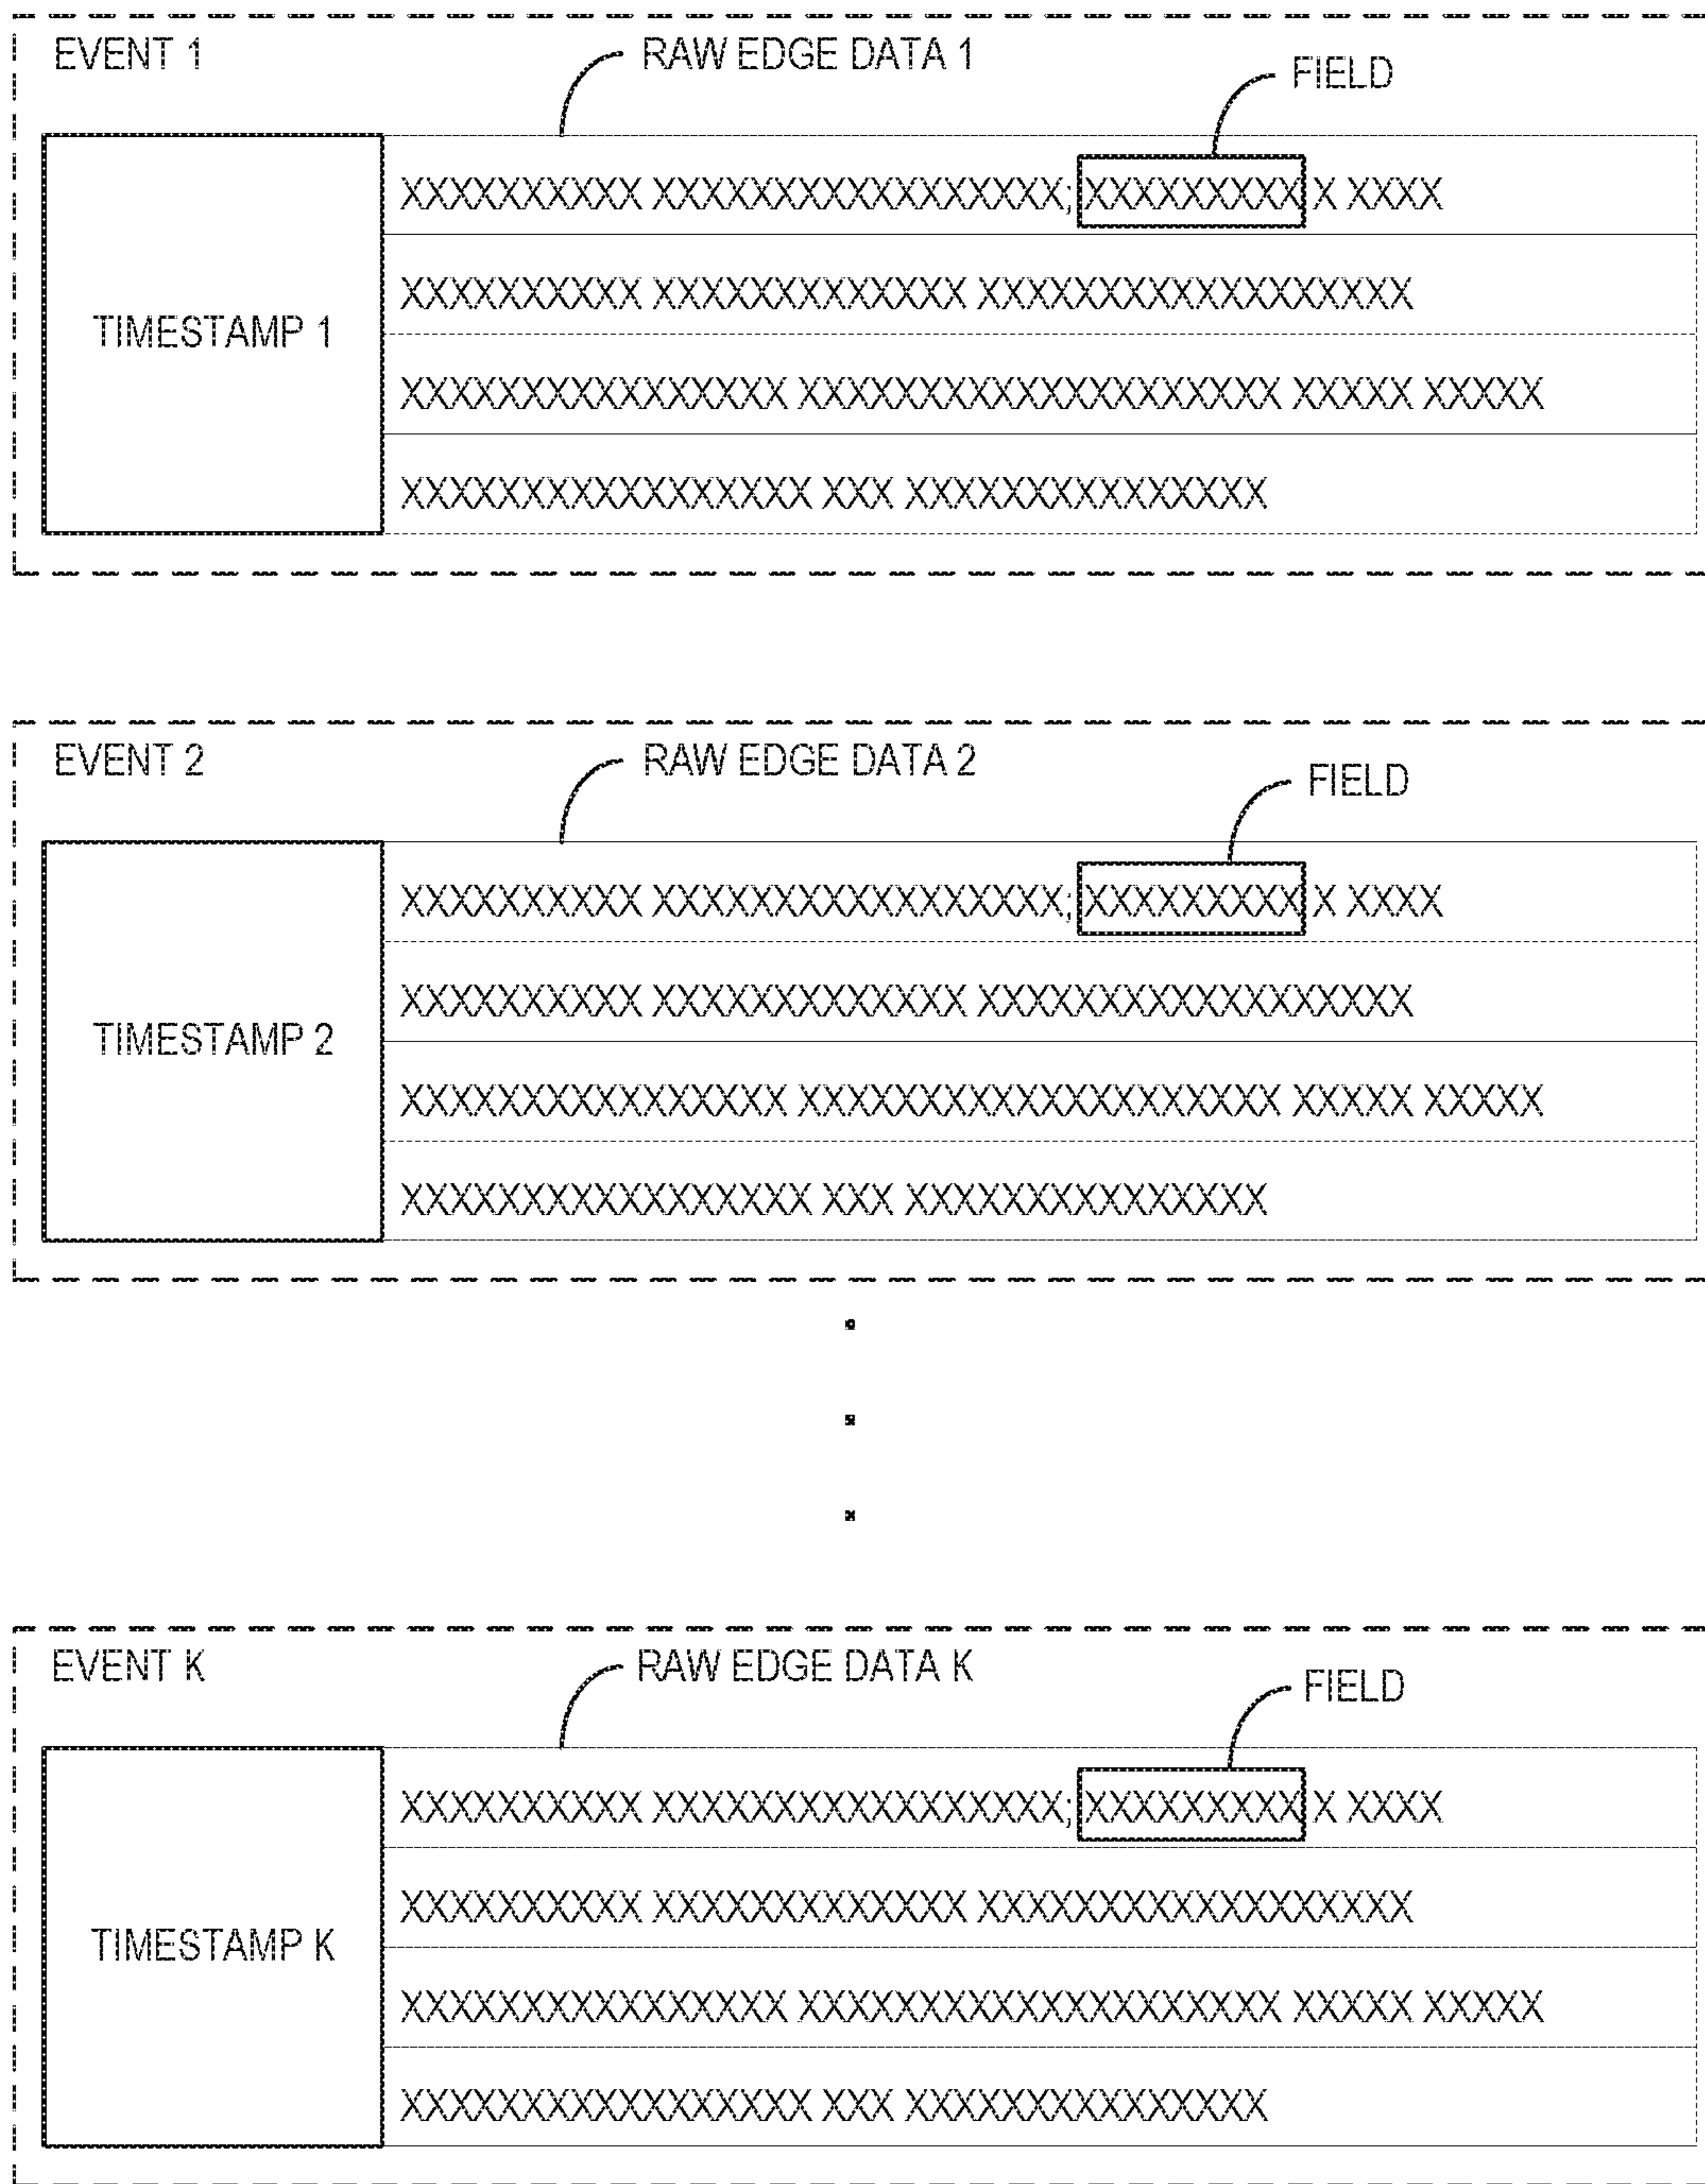 EVENT 1
RAW EDGE DATA 1
FIELD
TIMESTAMP 1
XXXXXXXXXX XXXXXXXXXXXXXXXXX; XXXXXXXXX X XXXX
XXXXXXXXXX XXXXXXXXXXXXX XXXXXXXXXXXXXXXXXX
XXXXXXXXXXXXXXXX XXXXXXXXXXXXXXXXXXXX XXXXX XXXXX
XXXXXXXXXXXXXXXXX XXX XXXXXXXXXXXXXXX
EVENT 2
RAW EDGE DATA 2
FIELD
TIMESTAMP 2
XXXXXXXXXX XXXXXXXXXXXXXXXXX; XXXXXXXXX X XXXX
XXXXXXXXXX XXXXXXXXXXXXX XXXXXXXXXXXXXXXXXX
XXXXXXXXXXXXXXXX XXXXXXXXXXXXXXXXXXXX XXXXX XXXXX
XXXXXXXXXXXXXXXXX XXX XXXXXXXXXXXXXXX
EVENT K
RAW EDGE DATA K
FIELD
TIMESTAMP K
XXXXXXXXXX XXXXXXXXXXXXXXXXX; XXXXXXXXX X XXXX
XXXXXXXXXX XXXXXXXXXXXXX XXXXXXXXXXXXXXXXXX
XXXXXXXXXXXXXXXX XXXXXXXXXXXXXXXXXXXX XXXXX XXXXX
XXXXXXXXXXXXXXXXX XXX XXXXXXXXXXXXXXX